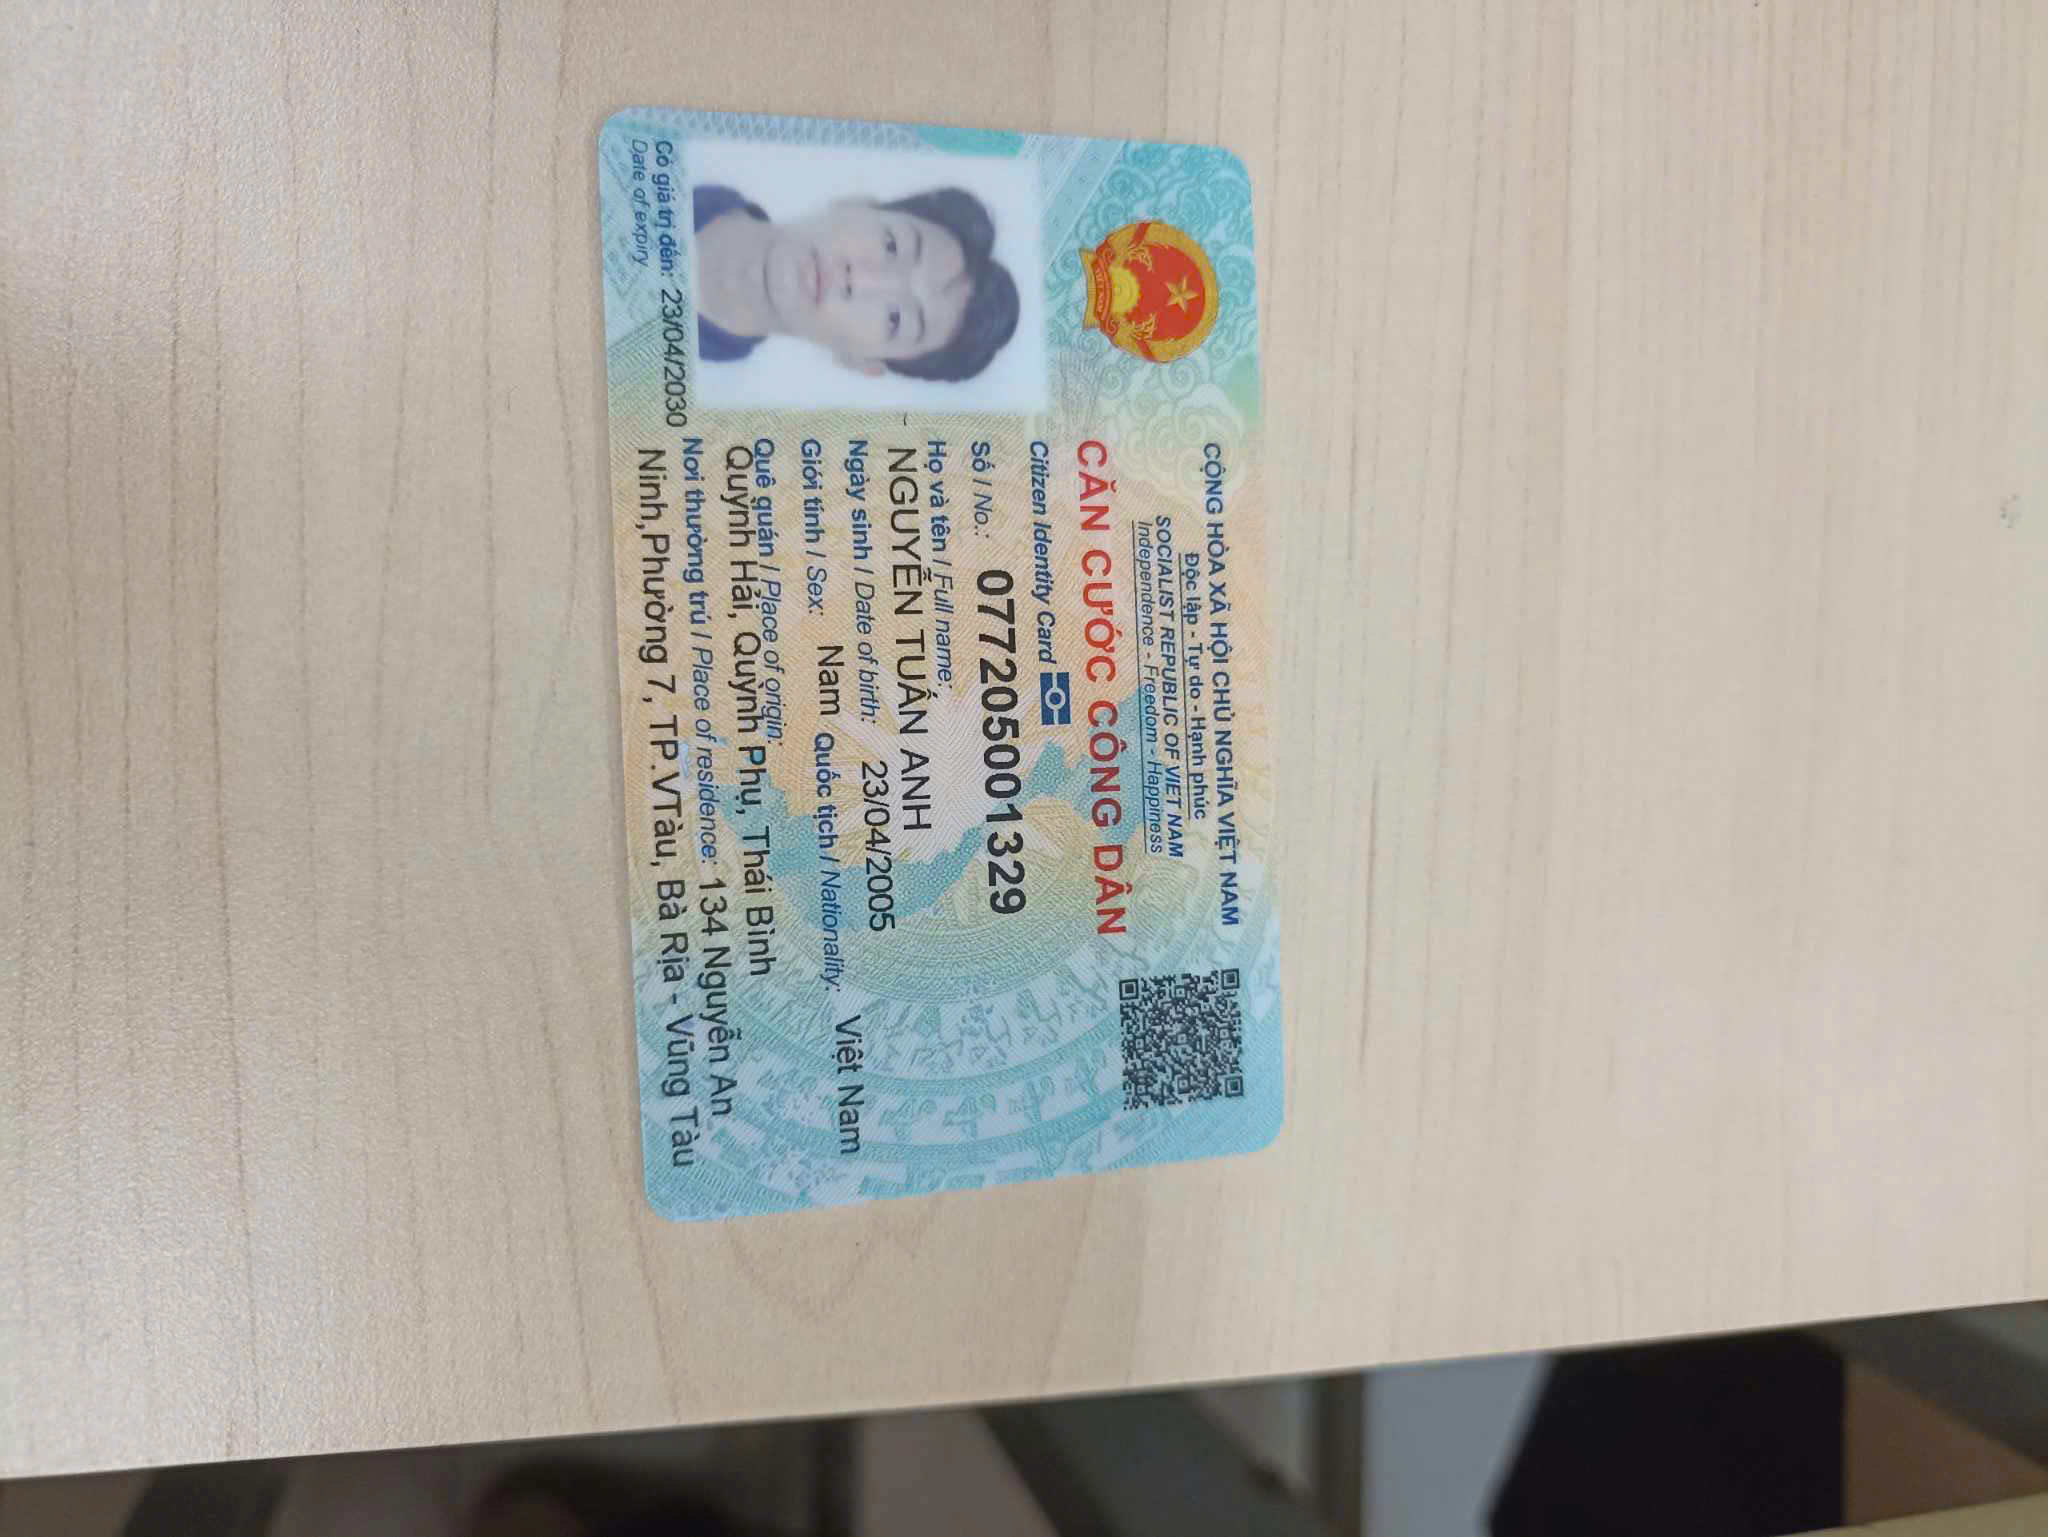 CỘNG HÒA XÃ HỘI CHỦ NGHĨA VIỆT NAM
Độc lập - Tự do - Hạnh phúc
SOCIALIST REPUBLIC OF VIET NAM
Independence - Freedom - Happiness
CĂN CƯỚC CÔNG DÂN
Citizen Identity Card
Số / No.: 077205001329
Họ và tên / Full name:
NGUYỄN TUẤN ANH
Ngày sinh / Date of birth: 23/04/2005
Giới tính / Sex: Nam Quốc tịch / Nationality: Việt Nam
Quê quán / Place of origin:
Quỳnh Hải, Quỳnh Phụ, Thái Bình
Nơi thường trú / Place of residence: 134 Nguyễn An
Ninh,Phường 7, TP.VTàu, Bà Rịa - Vũng Tàu
Có giá trị đến: 23/04/2030
Date of expiry
VIỆT NAM